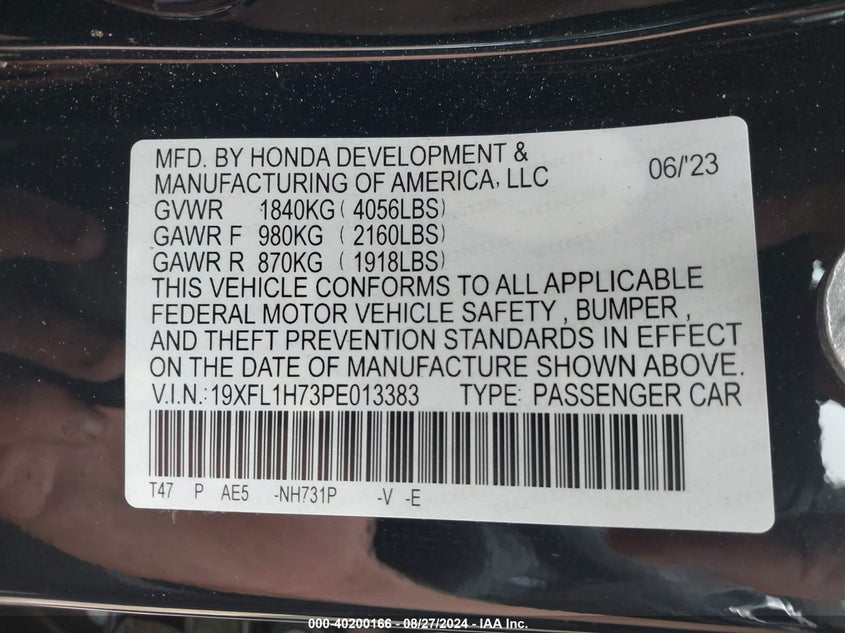 MFD. BY HONDA DEVELOPMENT &
MANUFACTURING OF AMERICA, LLC 06/'23
GVWR 1840KG ( 4056LBS)
GAWR F 980KG ( 2160LBS)
GAWR R 870KG ( 1918LBS)
THIS VEHICLE CONFORMS TO ALL APPLICABLE
FEDERAL MOTOR VEHICLE SAFETY , BUMPER ,
AND THEFT PREVENTION STANDARDS IN EFFECT
ON THE DATE OF MANUFACTURE SHOWN ABOVE.
V.I.N.: 19XFL1H73PE013383 TYPE: PASSENGER CAR
T47 P AE5 -NH731P -V -E
000-40200166 - 08/27/2024 - IAA Inc.